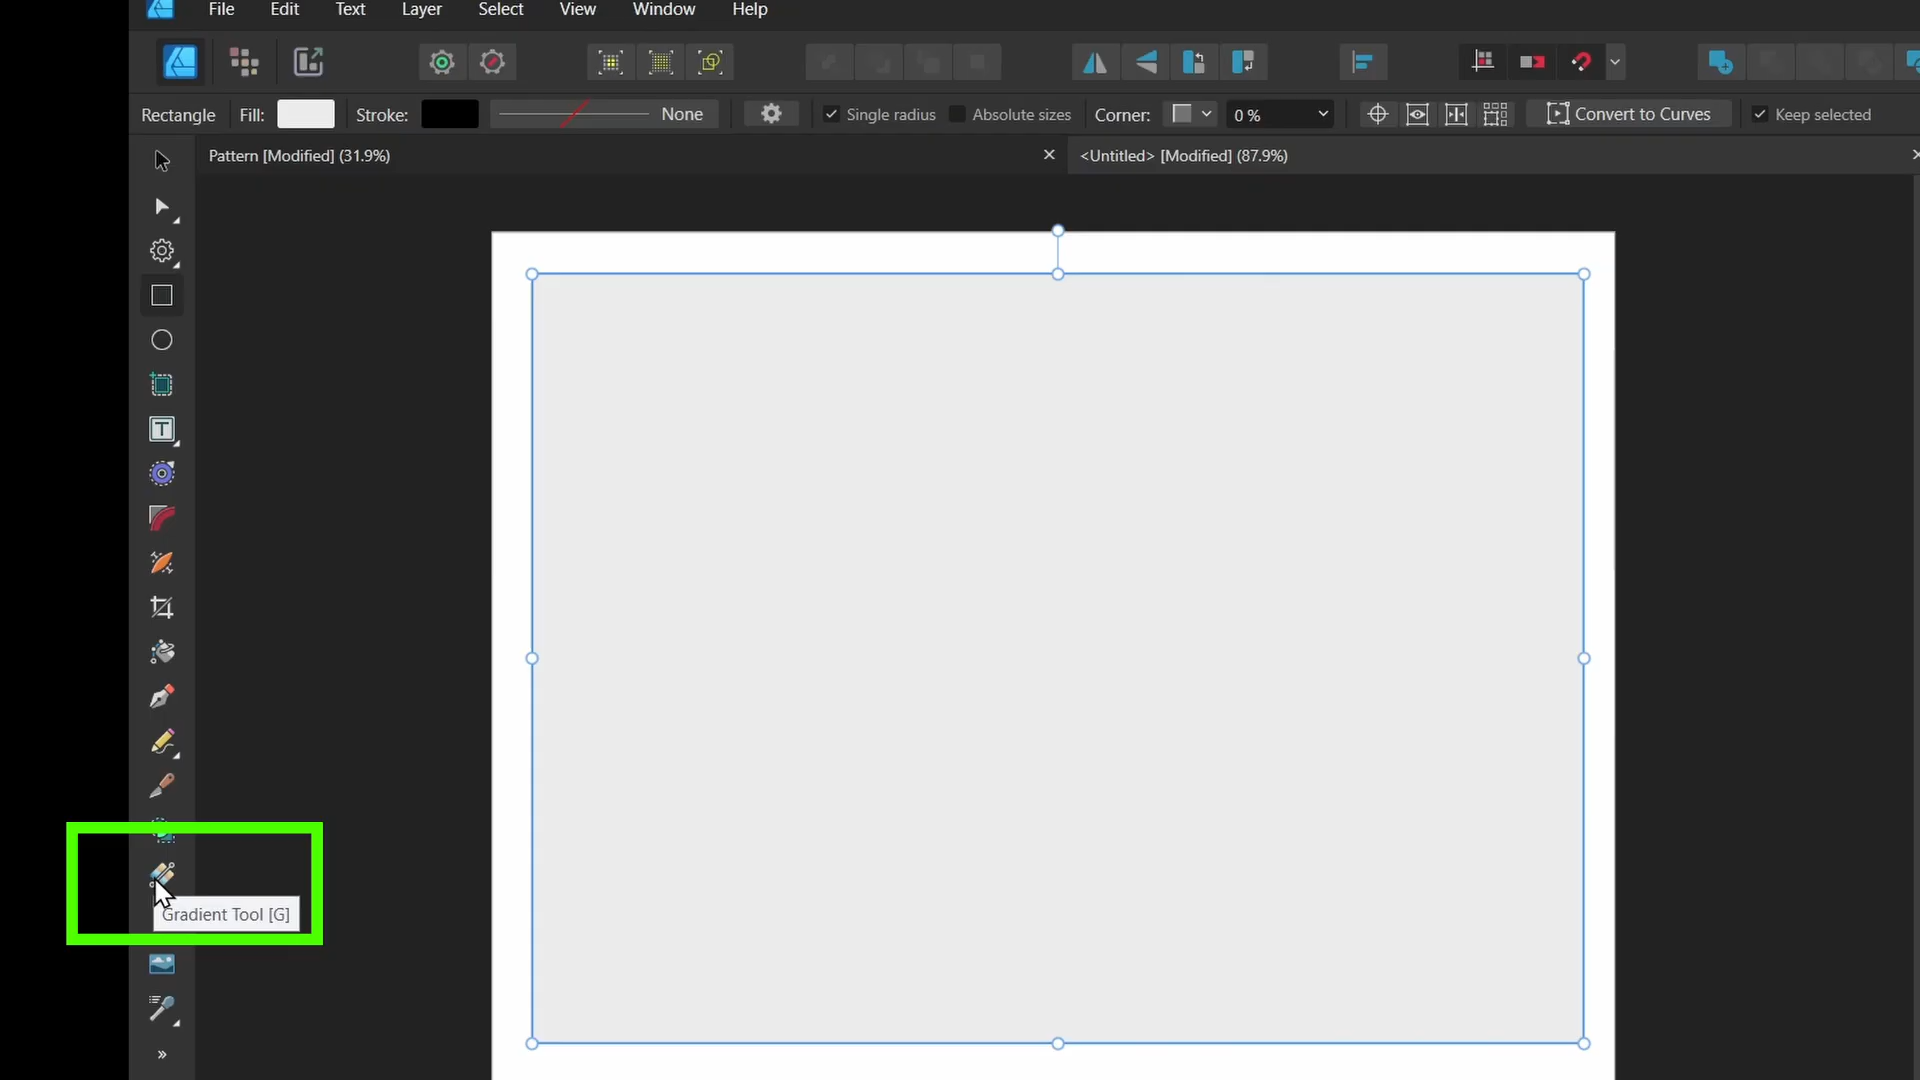 File Edit Text Layer Select View Window Help
Rectangle Fill: Stroke: None Single radius Absolute sizes Corner: 0 % Convert to Curves Keep selected
Pattern [Modified] (31.9%) <Untitled> [Modified] (87.9%)
Gradient Tool [G]